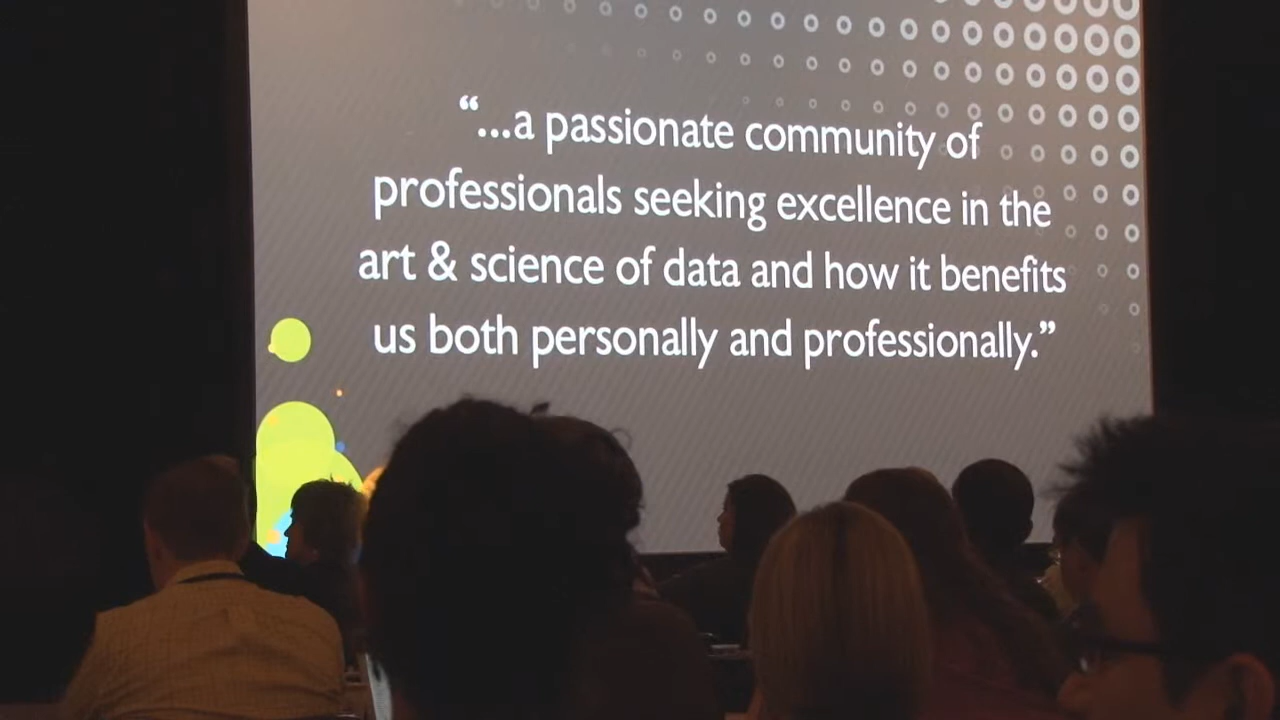 “...a passionate community of
professionals seeking excellence in the
art & science of data and how it benefits
us both personally and professionally.”